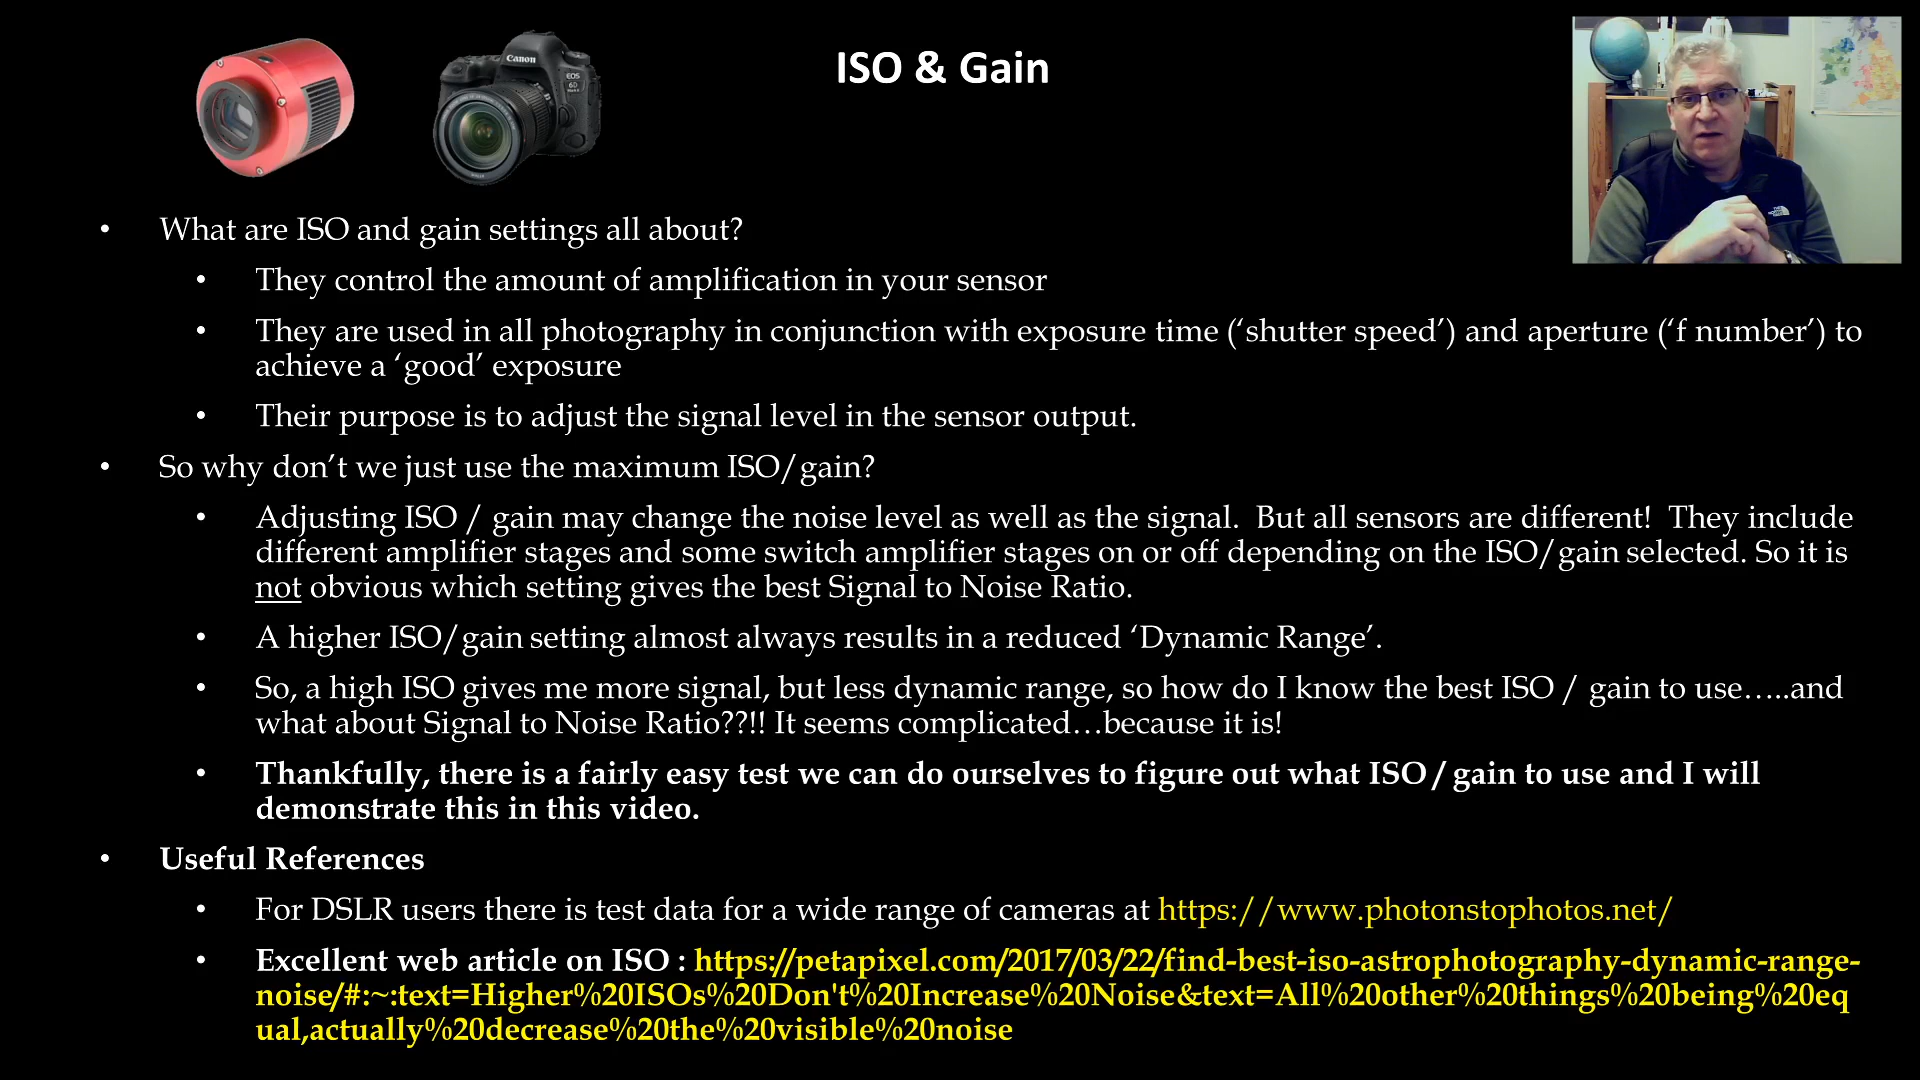 ISO & Gain
Canon
EOS
6D
• What are ISO and gain settings all about?
• They control the amount of amplification in your sensor
• They are used in all photography in conjunction with exposure time (‘shutter speed’) and aperture (‘f number’) to
achieve a ‘good’ exposure
• Their purpose is to adjust the signal level in the sensor output.
• So why don’t we just use the maximum ISO/gain?
• Adjusting ISO / gain may change the noise level as well as the signal.  But all sensors are different!  They include
different amplifier stages and some switch amplifier stages on or off depending on the ISO/gain selected. So it is
not obvious which setting gives the best Signal to Noise Ratio.
• A higher ISO/gain setting almost always results in a reduced ‘Dynamic Range’.
• So, a high ISO gives me more signal, but less dynamic range, so how do I know the best ISO / gain to use…..and
what about Signal to Noise Ratio??!! It seems complicated…because it is!
• Thankfully, there is a fairly easy test we can do ourselves to figure out what ISO / gain to use and I will
demonstrate this in this video.
• Useful References
• For DSLR users there is test data for a wide range of cameras at https://www.photonstophotos.net/
• Excellent web article on ISO : https://petapixel.com/2017/03/22/find-best-iso-astrophotography-dynamic-range-
noise/#:~:text=Higher%20ISOs%20Don't%20Increase%20Noise&text=All%20other%20things%20being%20eq
ual,actually%20decrease%20the%20visible%20noise